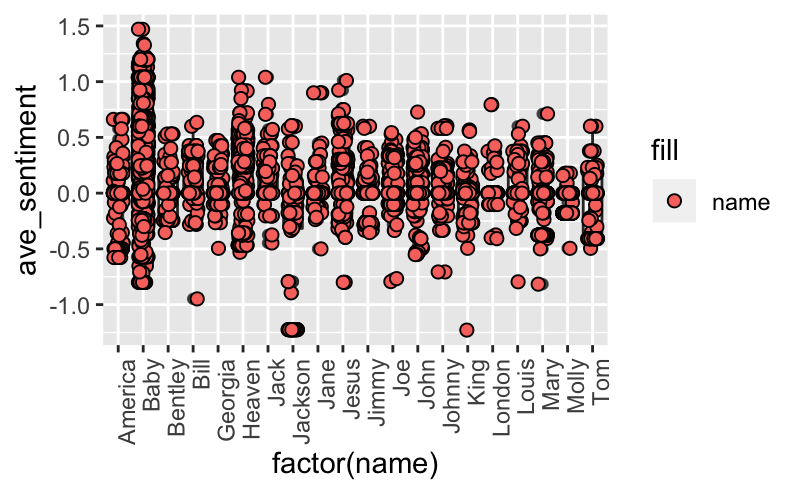 1.5
1.0
0.5
0.0
-0.5
-1.0
ave_sentiment
America
Baby
Bentley
Bill
Georgia
Heaven
Jack
Jackson
Jane
Jesus
Jimmy
Joe
John
Johnny
King
London
Louis
Mary
Molly
Tom
factor(name)
fill
name